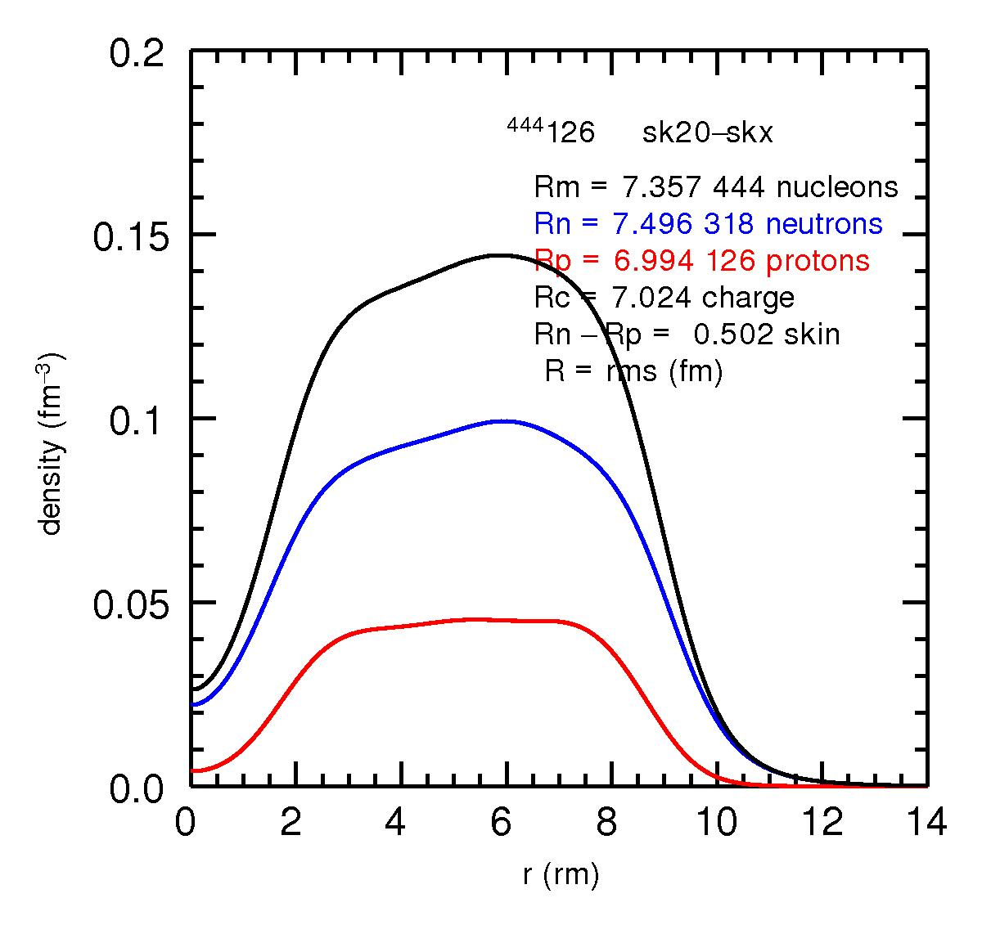 0.2
⁴⁴⁴126 sk20–skx
Rm = 7.357 444 nucleons
Rn = 7.496 318 neutrons
0.15
Rp = 6.994 126 protons
Rc = 7.024 charge
Rn – Rp = 0.502 skin
R = rms (fm)
0.1
density (fm⁻³)
0.05
0.0
0 2 4 6 8 10 12 14
r (rm)